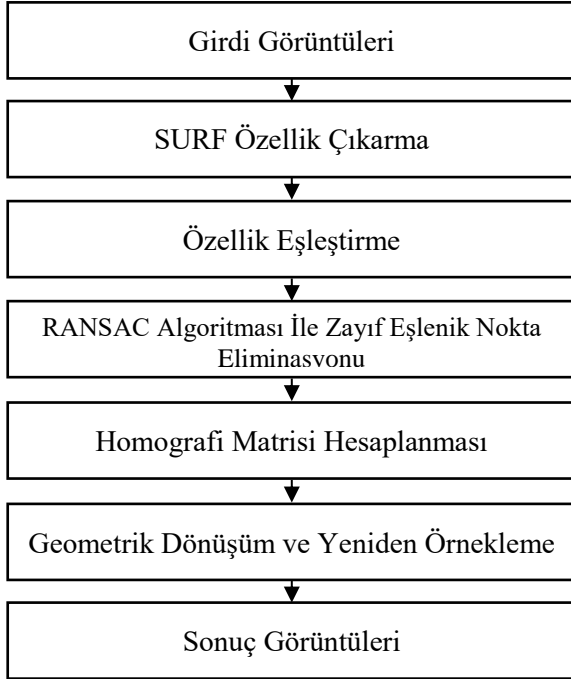 Girdi Görüntüleri
SURF Özellik Çıkarma
Özellik Eşleştirme
RANSAC Algoritması İle Zayıf Eşlenik Nokta
Eliminasyonu
Homografi Matrisi Hesaplanması
Geometrik Dönüşüm ve Yeniden Örnekleme
Sonuç Görüntüleri